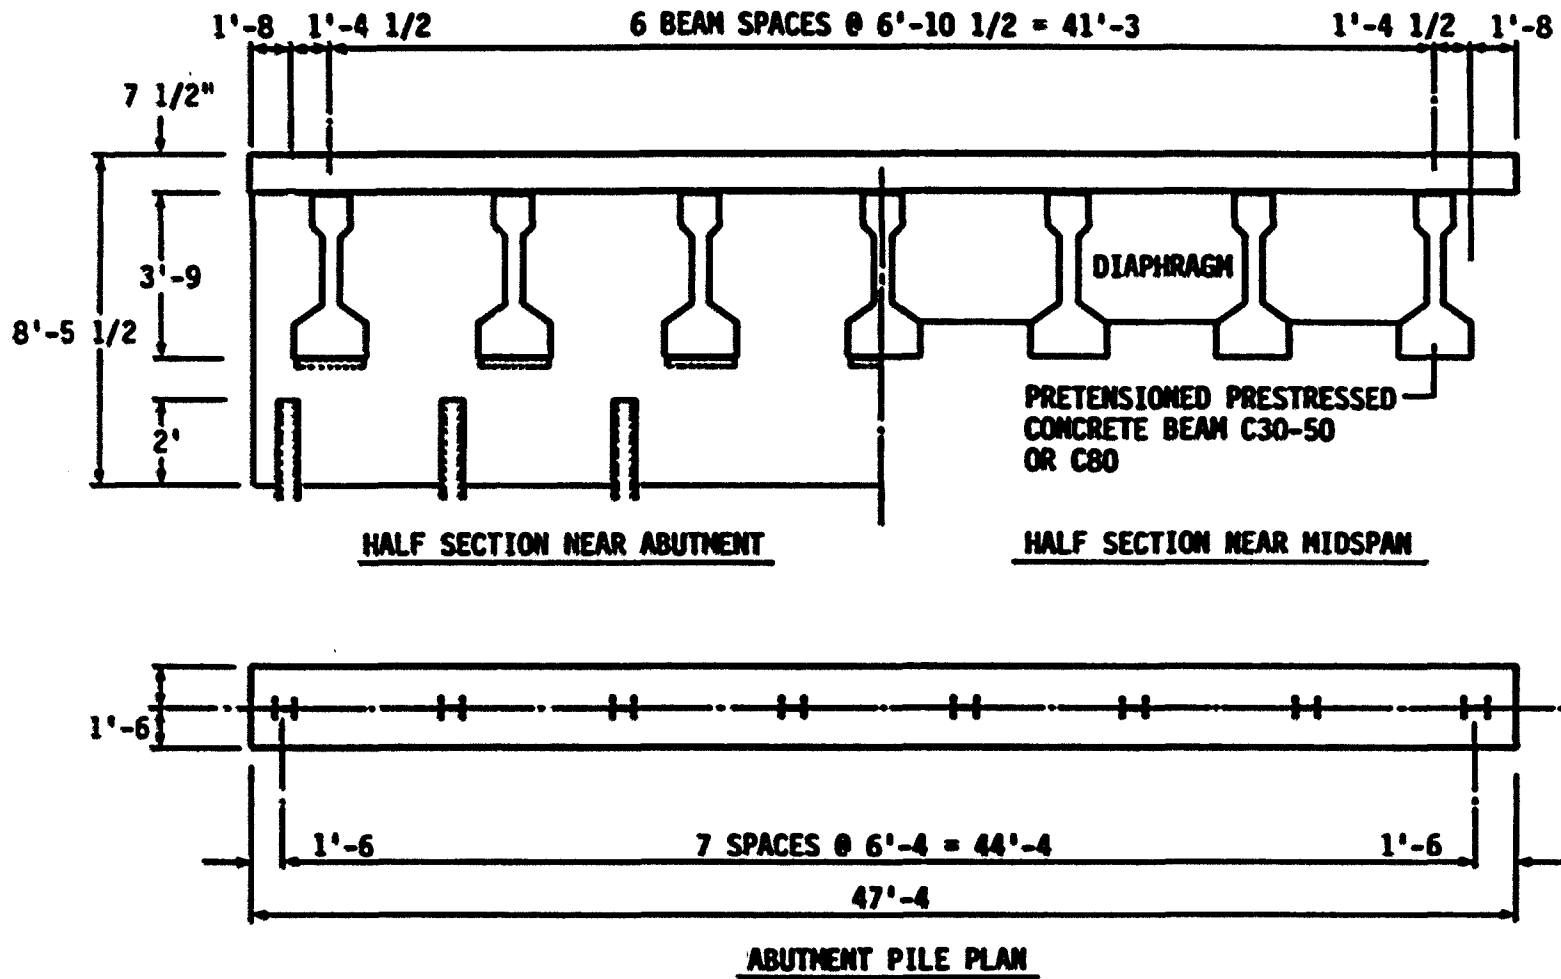 1'-8 1'-4 1/2 6 BEAM SPACES @ 6'-10 1/2 = 41'-3 1'-4 1/2 1'-8
7 1/2"
3'-9
8'-5 1/2
2'
DIAPHRAGM
PRETENSIONED PRESTRESSED
CONCRETE BEAM C30-50
OR C80
HALF SECTION NEAR ABUTMENT
HALF SECTION NEAR MIDSPAN
1'-6
1'-6 7 SPACES @ 6'-4 = 44'-4 1'-6
47'-4
ABUTMENT PILE PLAN